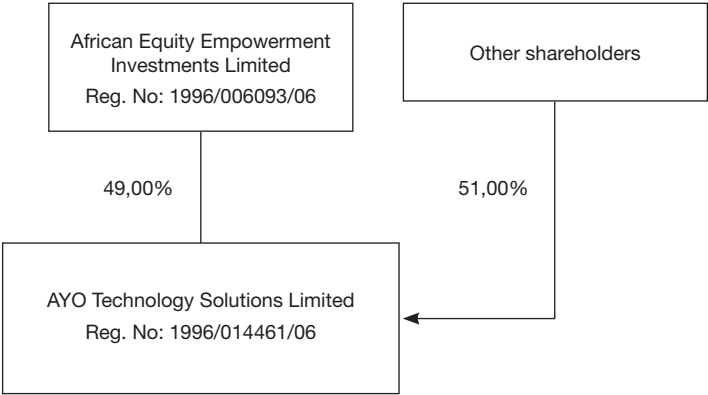 African Equity Empowerment
Investments Limited
Reg. No: 1996/006093/06
Other shareholders
49,00%
51,00%
AYO Technology Solutions Limited
Reg. No: 1996/014461/06